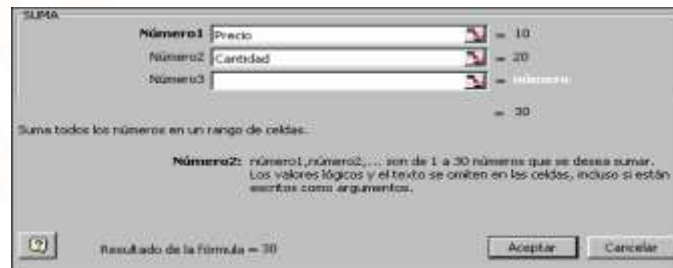 SUMA
Número1 Precio = 10
Número2 Cantidad = 20
Número3 = número
= 30
Suma todos los números en un rango de celdas.
Número2: número1,número2,... son de 1 a 30 números que se desea sumar.
Los valores lógicos y el texto se omiten en las celdas, incluso si están
escritos como argumentos.
Resultado de la fórmula = 30
Aceptar
Cancelar